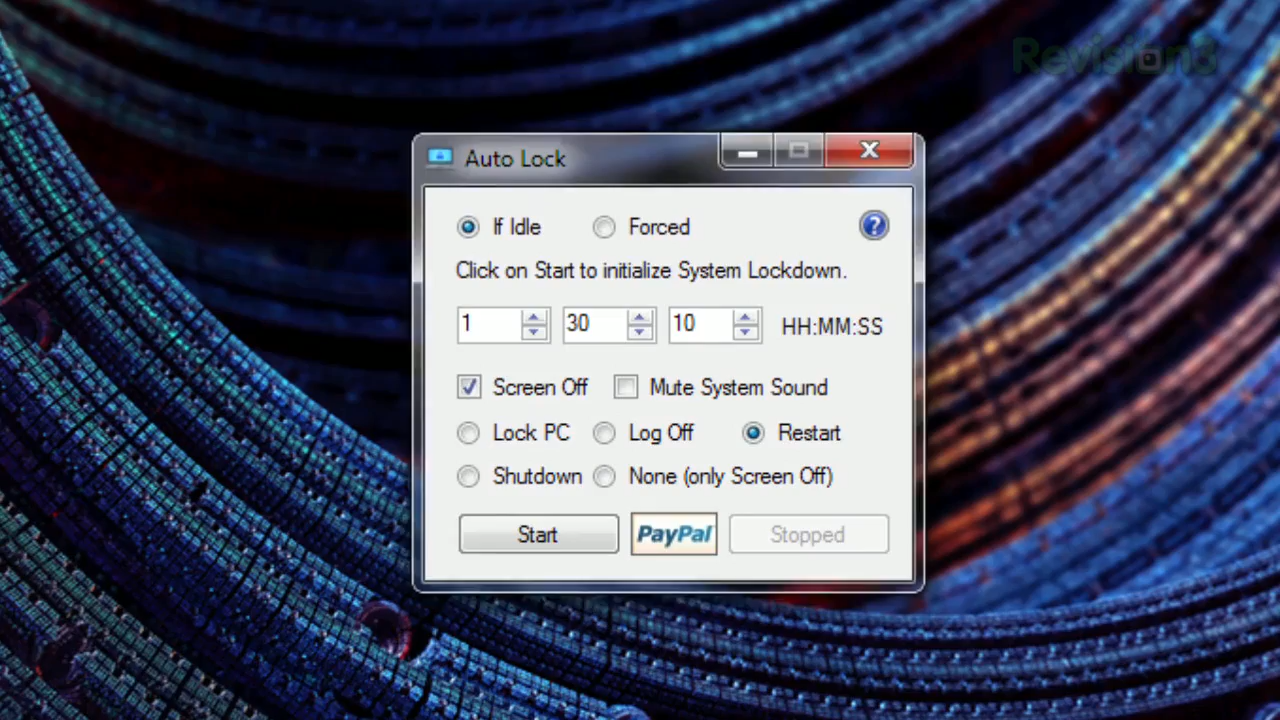 Revision3
Auto Lock
If Idle Forced
Click on Start to initialize System Lockdown.
1 30 10 HH:MM:SS
Screen Off Mute System Sound
Lock PC Log Off Restart
Shutdown None (only Screen Off)
Start PayPal Stopped